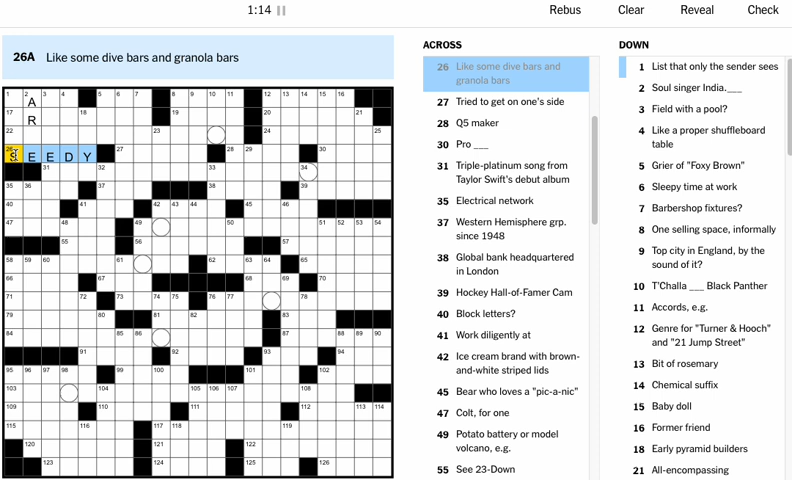 1:14
Rebus
Clear
Reveal
Check
26A Like some dive bars and granola bars
A
R
S E E D Y
ACROSS
26 Like some dive bars and
granola bars
27 Tried to get on one's side
28 Q5 maker
30 Pro ___
31 Triple-platinum song from
Taylor Swift's debut album
35 Electrical network
37 Western Hemisphere grp.
since 1948
38 Global bank headquartered
in London
39 Hockey Hall-of-Famer Cam
40 Block letters?
41 Work diligently at
42 Ice cream brand with brown-
and-white striped lids
45 Bear who loves a "pic-a-nic"
47 Colt, for one
49 Potato battery or model
volcano, e.g.
55 See 23-Down
DOWN
1 List that only the sender sees
2 Soul singer India.___
3 Field with a pool?
4 Like a proper shuffleboard
table
5 Grier of "Foxy Brown"
6 Sleepy time at work
7 Barbershop fixtures?
8 One selling space, informally
9 Top city in England, by the
sound of it?
10 T'Challa ___ Black Panther
11 Accords, e.g.
12 Genre for "Turner & Hooch"
and "21 Jump Street"
13 Bit of rosemary
14 Chemical suffix
15 Baby doll
16 Former friend
18 Early pyramid builders
21 All-encompassing